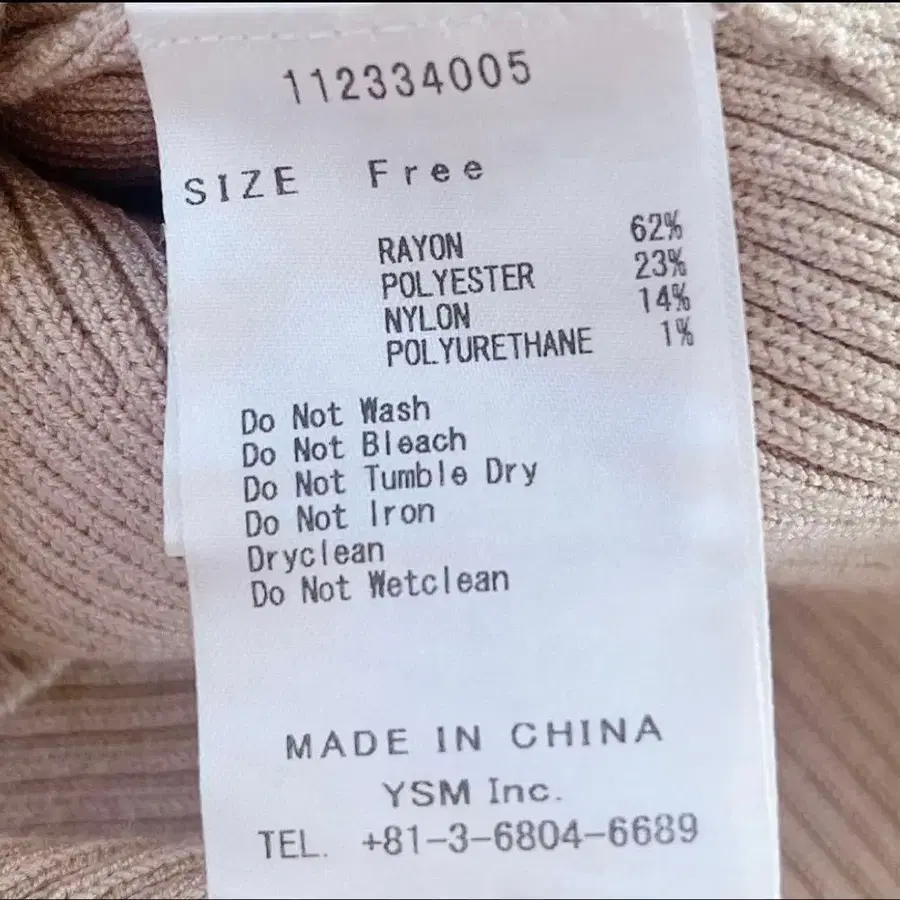 112334005
SIZE Free
RAYON 62%
POLYESTER 23%
NYLON 14%
POLYURETHANE 1%
Do Not Wash
Do Not Bleach
Do Not Tumble Dry
Do Not Iron
Dryclean
Do Not Wetclean
MADE IN CHINA
YSM Inc.
TEL. +81-3-6804-6689